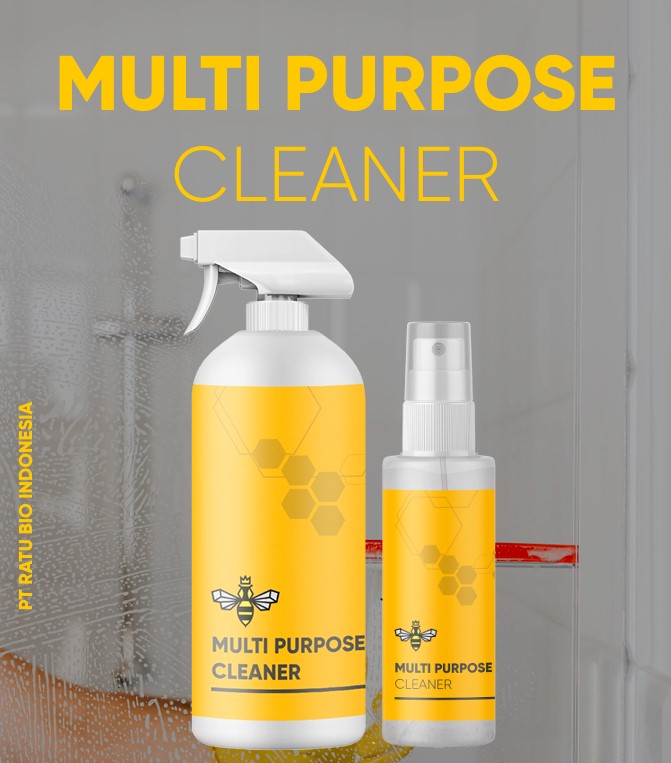 MULTI PURPOSE
CLEANER
PT RATU BIO INDONESIA
MULTI PURPOSE
CLEANER
MULTI PURPOSE
CLEANER